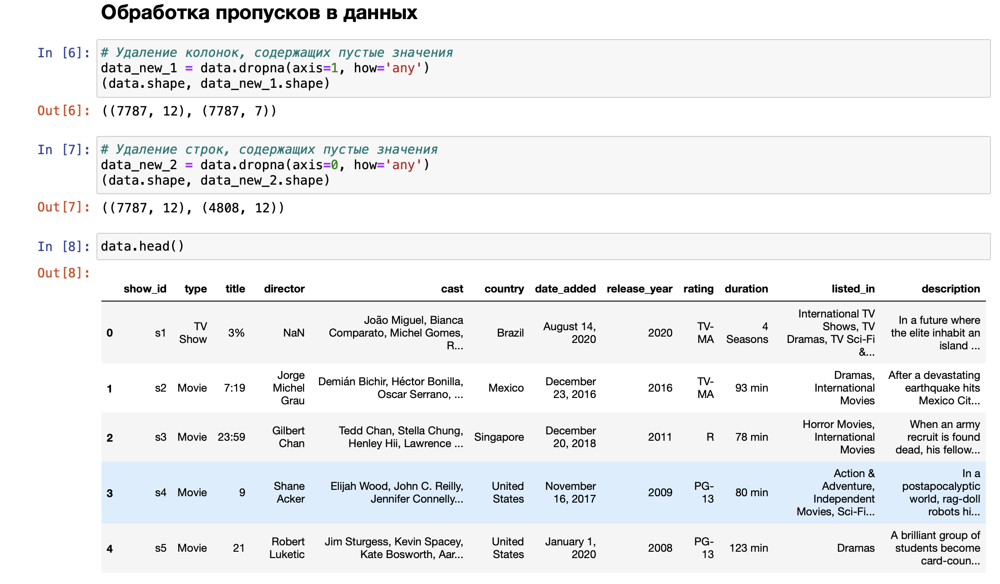 Обработка пропусков в данных
In [6]:
# Удаление колонок, содержащих пустые значения
data_new_1 = data.dropna(axis=1, how='any')
(data.shape, data_new_1.shape)
Out[6]: ((7787, 12), (7787, 7))
In [7]:
# Удаление строк, содержащих пустые значения
data_new_2 = data.dropna(axis=0, how='any')
(data.shape, data_new_2.shape)
Out[7]: ((7787, 12), (4808, 12))
In [8]: data.head()
Out[8]:
show_id type title director cast country date_added release_year rating duration listed_in description
0
s1
TV
Show
3%
NaN
João Miguel, Bianca
Comparato, Michel Gomes,
R...
Brazil
August 14,
2020
2020
TV-
MA
4
Seasons
International TV
Shows, TV
Dramas, TV Sci-Fi
&...
In a future where
the elite inhabit an
island ...
1
s2
Movie
7:19
Jorge
Michel
Grau
Demián Bichir, Héctor Bonilla,
Oscar Serrano, ...
Mexico
December
23, 2016
2016
TV-
MA
93 min
Dramas,
International
Movies
After a devastating
earthquake hits
Mexico Cit...
2
s3
Movie
23:59
Gilbert
Chan
Tedd Chan, Stella Chung,
Henley Hii, Lawrence ...
Singapore
December
20, 2018
2011
R
78 min
Horror Movies,
International
Movies
When an army
recruit is found
dead, his fellow...
3
s4
Movie
9
Shane
Acker
Elijah Wood, John C. Reilly,
Jennifer Connelly...
United
States
November
16, 2017
2009
PG-
13
80 min
Action &
Adventure,
Independent
Movies, Sci-Fi...
In a
postapocalyptic
world, rag-doll
robots hi...
4
s5
Movie
21
Robert
Luketic
Jim Sturgess, Kevin Spacey,
Kate Bosworth, Aar...
United
States
January 1,
2020
2008
PG-
13
123 min
Dramas
A brilliant group of
students become
card-coun...